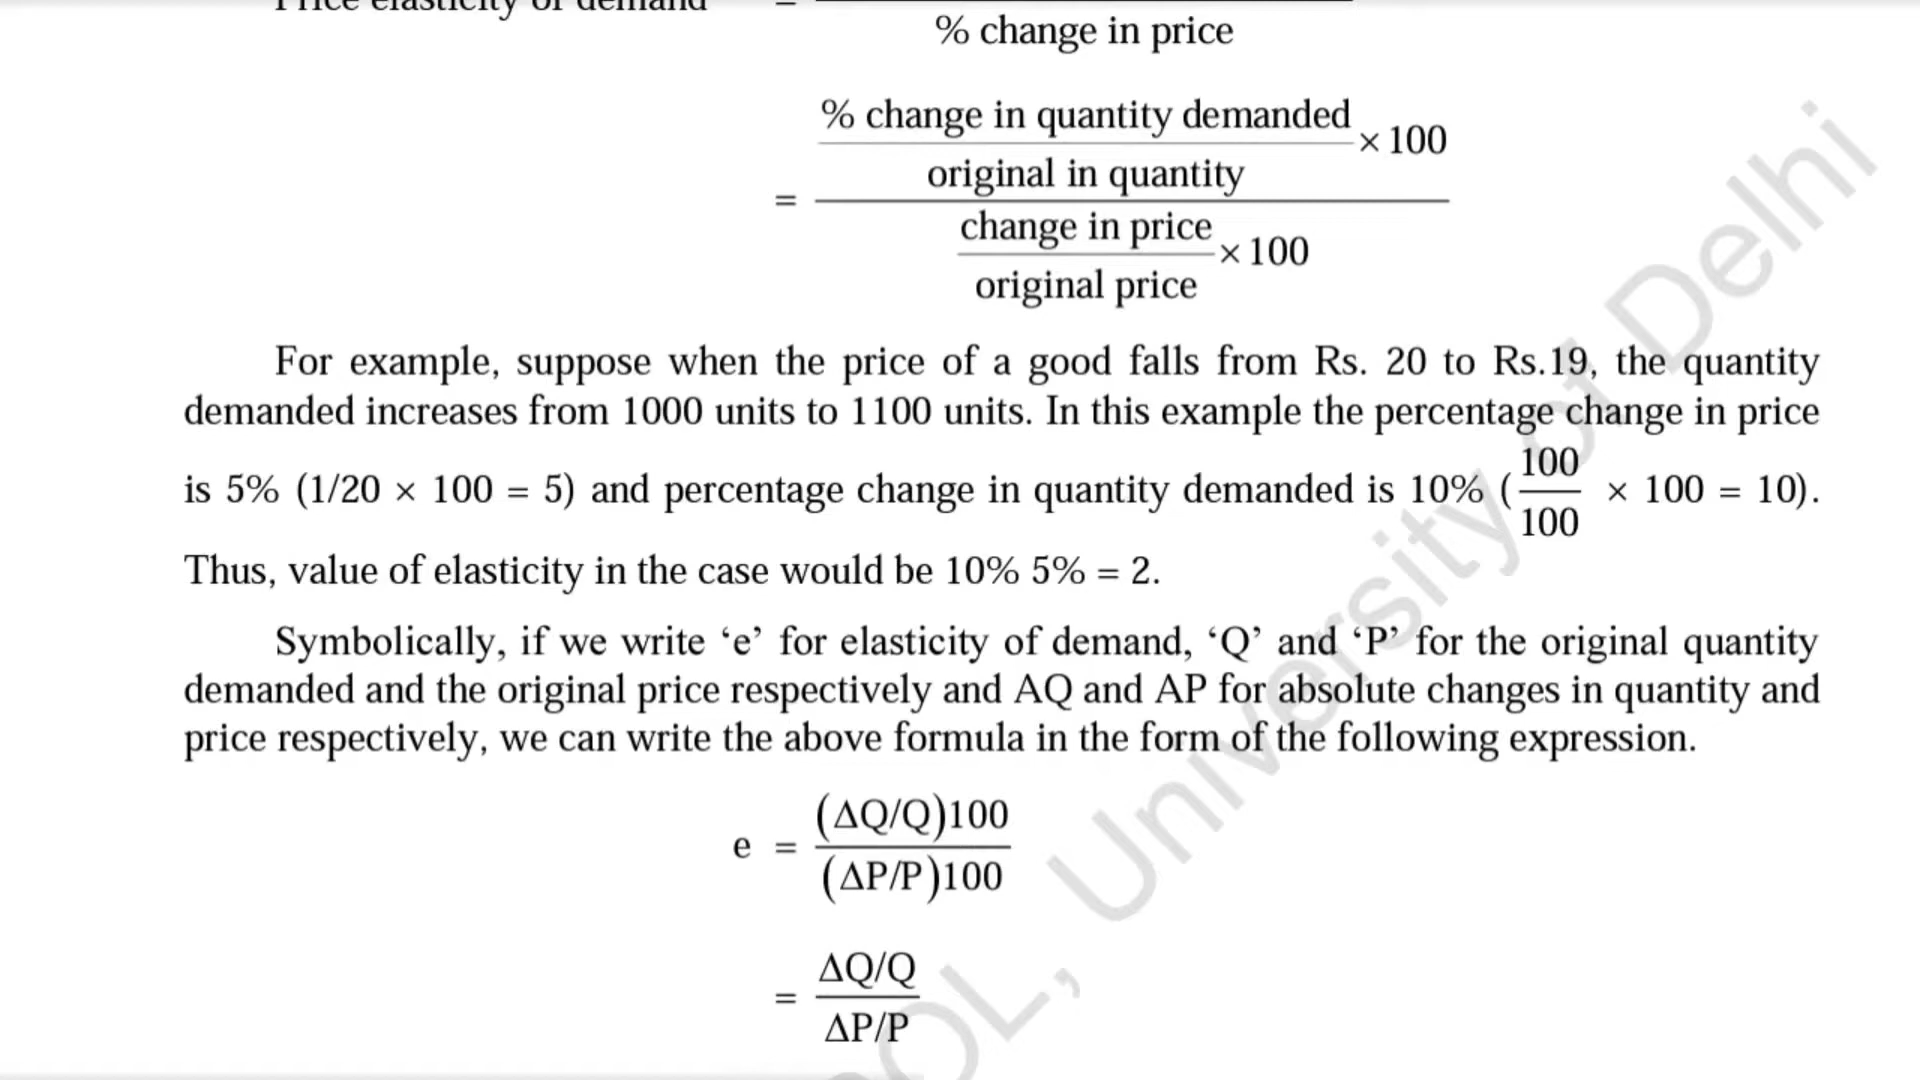 Price elasticity of demand =
% change in price
% change in quantity demanded
× 100
original in quantity
=
change in price
× 100
original price
For example, suppose when the price of a good falls from Rs. 20 to Rs.19, the quantity
demanded increases from 1000 units to 1100 units. In this example the percentage change in price
is 5% (1/20 × 100 = 5) and percentage change in quantity demanded is 10% (100/100 × 100 = 10).
Thus, value of elasticity in the case would be 10% 5% = 2.
Symbolically, if we write ‘e’ for elasticity of demand, ‘Q’ and ‘P’ for the original quantity
demanded and the original price respectively and AQ and AP for absolute changes in quantity and
price respectively, we can write the above formula in the form of the following expression.
e = (ΔQ/Q)100
(ΔP/P)100
= ΔQ/Q
ΔP/P
OL, University of Delhi